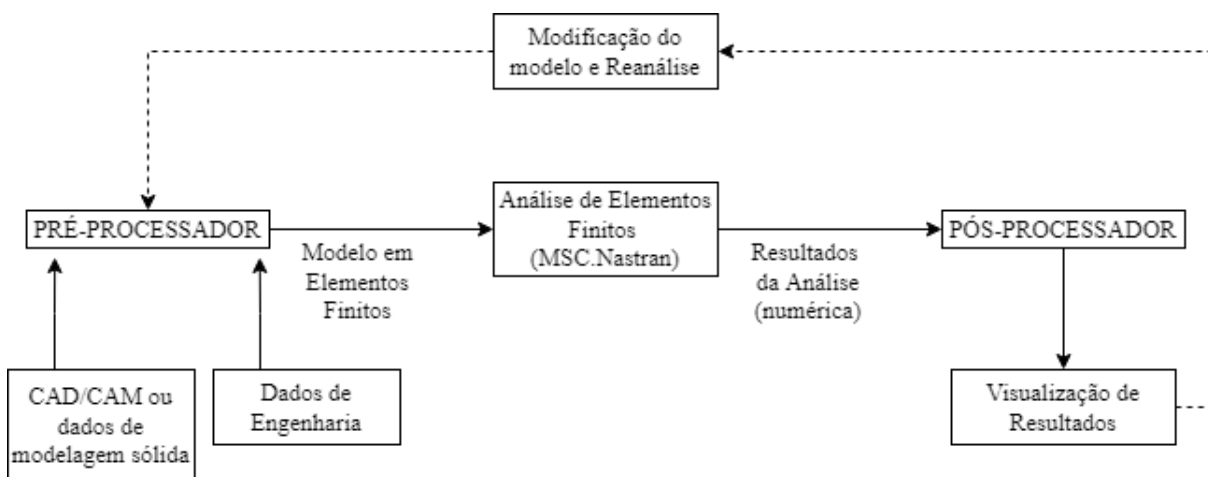 Modificação do
modelo e Reanálise
PRÉ-PROCESSADOR
Modelo em
Elementos
Finitos
Análise de Elementos
Finitos
(MSC.Nastran)
Resultados
da Análise
(numérica)
PÓS-PROCESSADOR
CAD/CAM ou
dados de
modelagem sólida
Dados de
Engenharia
Visualização de
Resultados